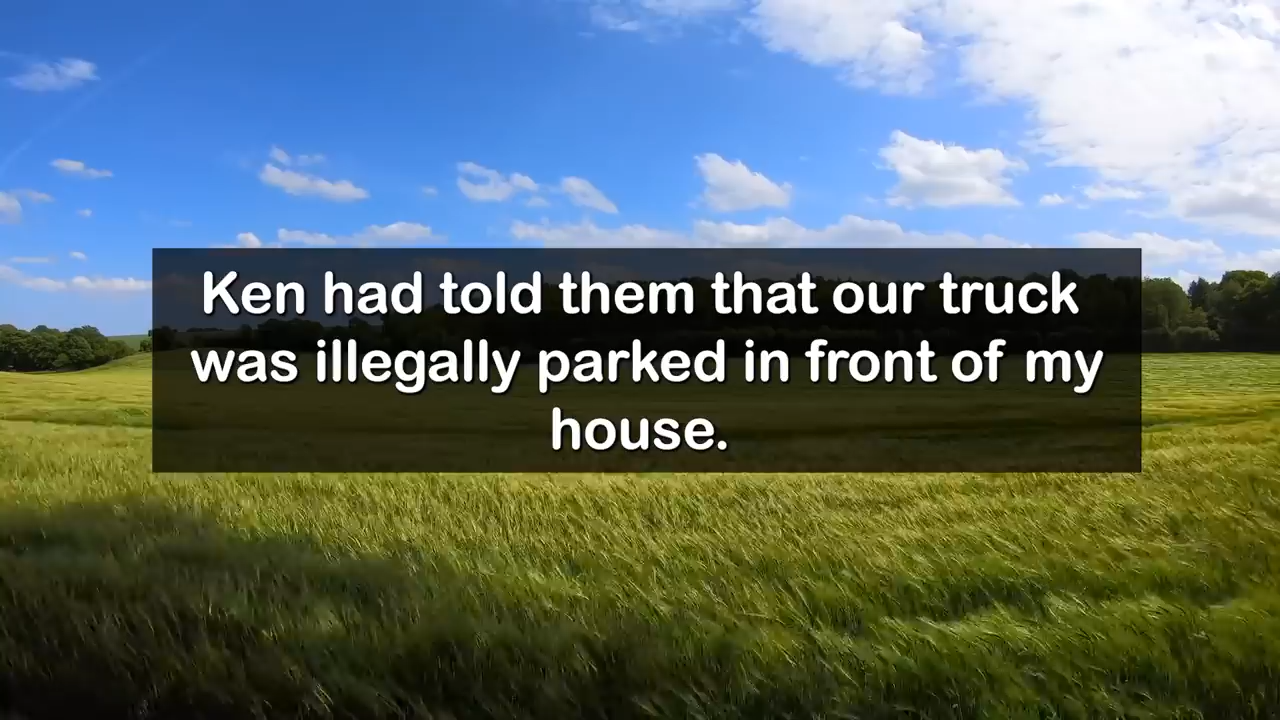 Ken had told them that our truck
was illegally parked in front of my
house.